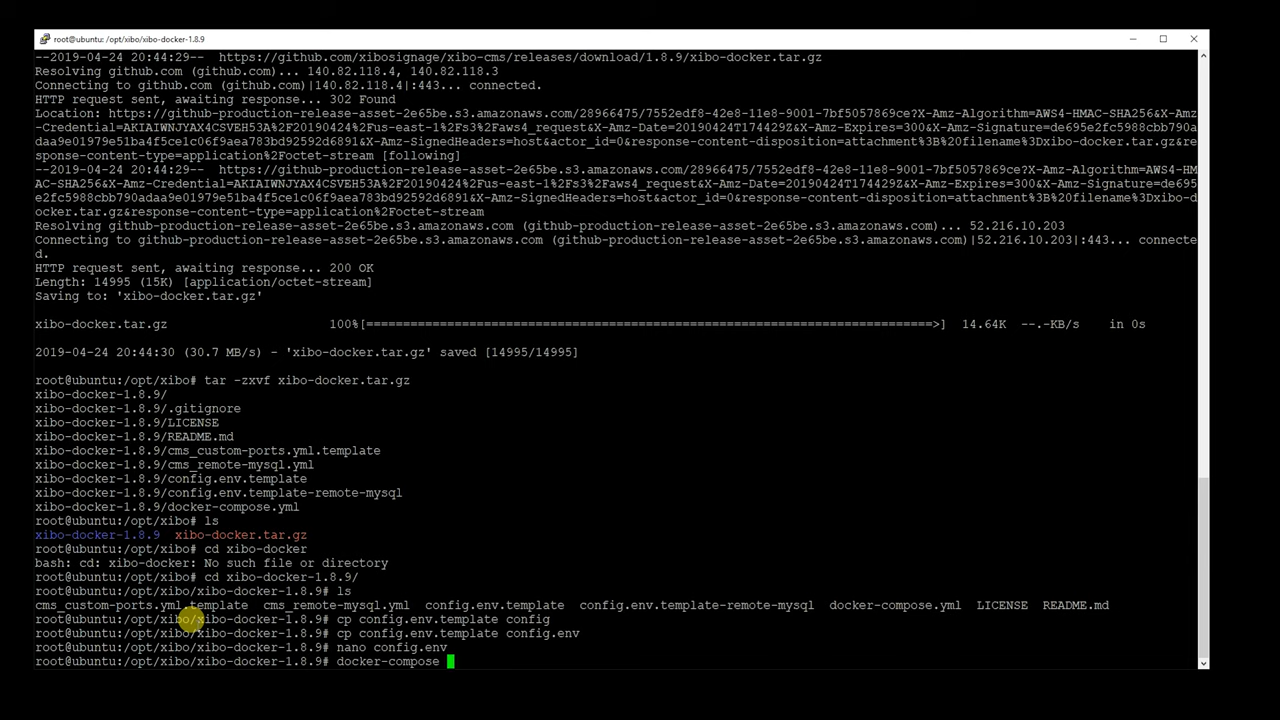 root@ubuntu: /opt/xibo/xibo-docker-1.8.9
--2019-04-24 20:44:29--  https://github.com/xibosignage/xibo-cms/releases/download/1.8.9/xibo-docker.tar.gz
Resolving github.com (github.com)... 140.82.118.4, 140.82.118.3
Connecting to github.com (github.com)|140.82.118.4|:443... connected.
HTTP request sent, awaiting response... 302 Found
Location: https://github-production-release-asset-2e65be.s3.amazonaws.com/28966475/7552edf8-42e8-11e8-9001-7bf5057869ce?X-Amz-Algorithm=AWS4-HMAC-SHA256&X-Amz
-Credential=AKIAIWNJYAX4CSVEH53A%2F20190424%2Fus-east-1%2Fs3%2Faws4_request&X-Amz-Date=20190424T174429Z&X-Amz-Expires=300&X-Amz-Signature=de695e2fc5988cbb790a
daa9e01979e51ba4f5ce1c06f9aea783bd92592d6891&X-Amz-SignedHeaders=host&actor_id=0&response-content-disposition=attachment%3B%20filename%3Dxibo-docker.tar.gz&re
sponse-content-type=application%2Foctet-stream [following]
--2019-04-24 20:44:29--  https://github-production-release-asset-2e65be.s3.amazonaws.com/28966475/7552edf8-42e8-11e8-9001-7bf5057869ce?X-Amz-Algorithm=AWS4-HM
AC-SHA256&X-Amz-Credential=AKIAIWNJYAX4CSVEH53A%2F20190424%2Fus-east-1%2Fs3%2Faws4_request&X-Amz-Date=20190424T174429Z&X-Amz-Expires=300&X-Amz-Signature=de695
e2fc5988cbb790adaa9e01979e51ba4f5ce1c06f9aea783bd92592d6891&X-Amz-SignedHeaders=host&actor_id=0&response-content-disposition=attachment%3B%20filename%3Dxibo-d
ocker.tar.gz&response-content-type=application%2Foctet-stream
Resolving github-production-release-asset-2e65be.s3.amazonaws.com (github-production-release-asset-2e65be.s3.amazonaws.com)... 52.216.10.203
Connecting to github-production-release-asset-2e65be.s3.amazonaws.com (github-production-release-asset-2e65be.s3.amazonaws.com)|52.216.10.203|:443... connecte
d.
HTTP request sent, awaiting response... 200 OK
Length: 14995 (15K) [application/octet-stream]
Saving to: 'xibo-docker.tar.gz'
xibo-docker.tar.gz 100%[=============================================================================>] 14.64K --.-KB/s in 0s
2019-04-24 20:44:30 (30.7 MB/s) - 'xibo-docker.tar.gz' saved [14995/14995]
root@ubuntu:/opt/xibo# tar -zxvf xibo-docker.tar.gz
xibo-docker-1.8.9/
xibo-docker-1.8.9/.gitignore
xibo-docker-1.8.9/LICENSE
xibo-docker-1.8.9/README.md
xibo-docker-1.8.9/cms_custom-ports.yml.template
xibo-docker-1.8.9/cms_remote-mysql.yml
xibo-docker-1.8.9/config.env.template
xibo-docker-1.8.9/config.env.template-remote-mysql
xibo-docker-1.8.9/docker-compose.yml
root@ubuntu:/opt/xibo# ls
xibo-docker-1.8.9  xibo-docker.tar.gz
root@ubuntu:/opt/xibo# cd xibo-docker
bash: cd: xibo-docker: No such file or directory
root@ubuntu:/opt/xibo# cd xibo-docker-1.8.9/
root@ubuntu:/opt/xibo/xibo-docker-1.8.9# ls
cms_custom-ports.yml.template  cms_remote-mysql.yml  config.env.template  config.env.template-remote-mysql  docker-compose.yml  LICENSE  README.md
root@ubuntu:/opt/xibo/xibo-docker-1.8.9# cp config.env.template config
root@ubuntu:/opt/xibo/xibo-docker-1.8.9# cp config.env.template config.env
root@ubuntu:/opt/xibo/xibo-docker-1.8.9# nano config.env
root@ubuntu:/opt/xibo/xibo-docker-1.8.9# docker-compose